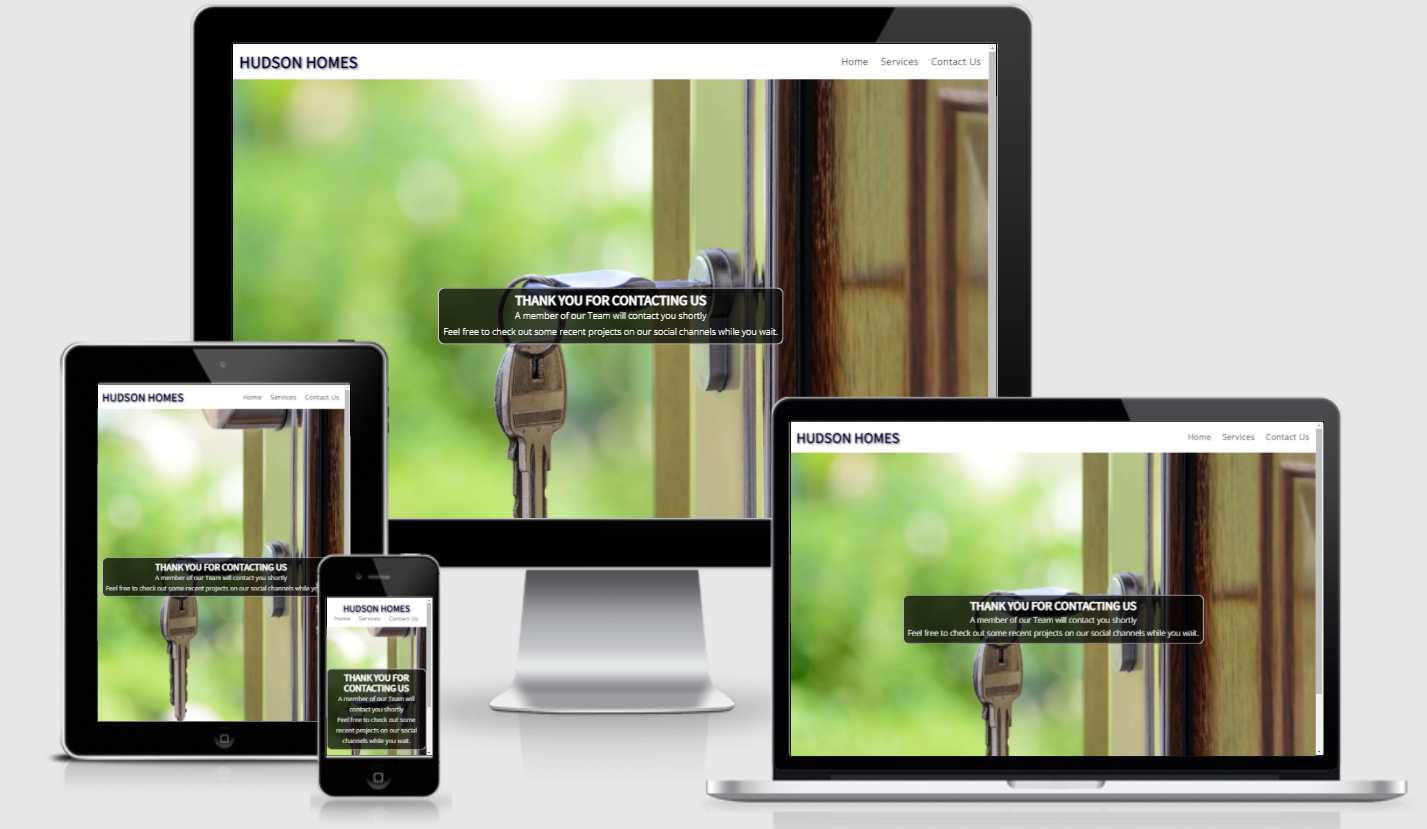 HUDSON HOMES
Home Services Contact Us
THANK YOU FOR CONTACTING US
A member of our Team will contact you shortly
Feel free to check out some recent projects on our social channels while you wait.
HUDSON HOMES
Home Services Contact Us
THANK YOU FOR CONTACTING US
A member of our Team will contact you shortly
Feel free to check out some recent projects on our social channels while
HUDSON HOMES
Home Services Contact Us
THANK YOU FOR
CONTACTING US
A member of our Team will
contact you shortly
Feel free to check out some
recent projects on our social
channels while you wait.
HUDSON HOMES
Home Services Contact Us
THANK YOU FOR CONTACTING US
A member of our Team will contact you shortly
Feel free to check out some recent projects on our social channels while you wait.